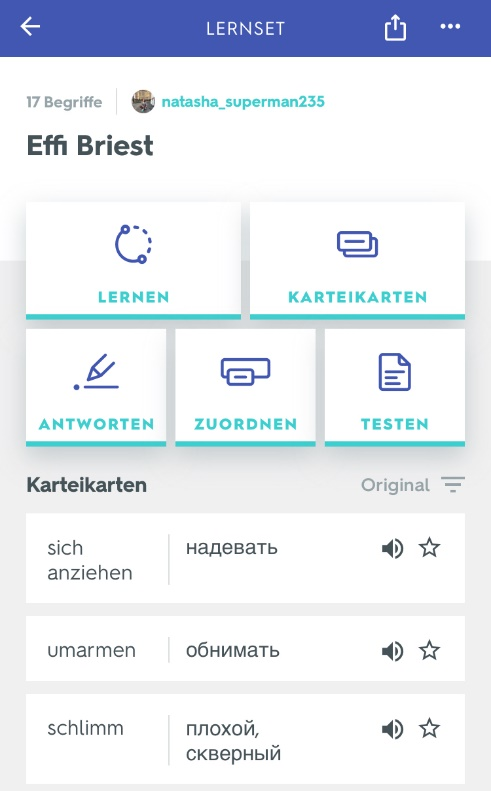 LERNSET
17 Begriffe natasha_superman235
Effi Briest
LERNEN KARTEIKARTEN
ANTWORTEN ZUORDNEN TESTEN
Karteikarten Original
sich надевать
anziehen
umarmen обнимать
schlimm плохой,
скверный